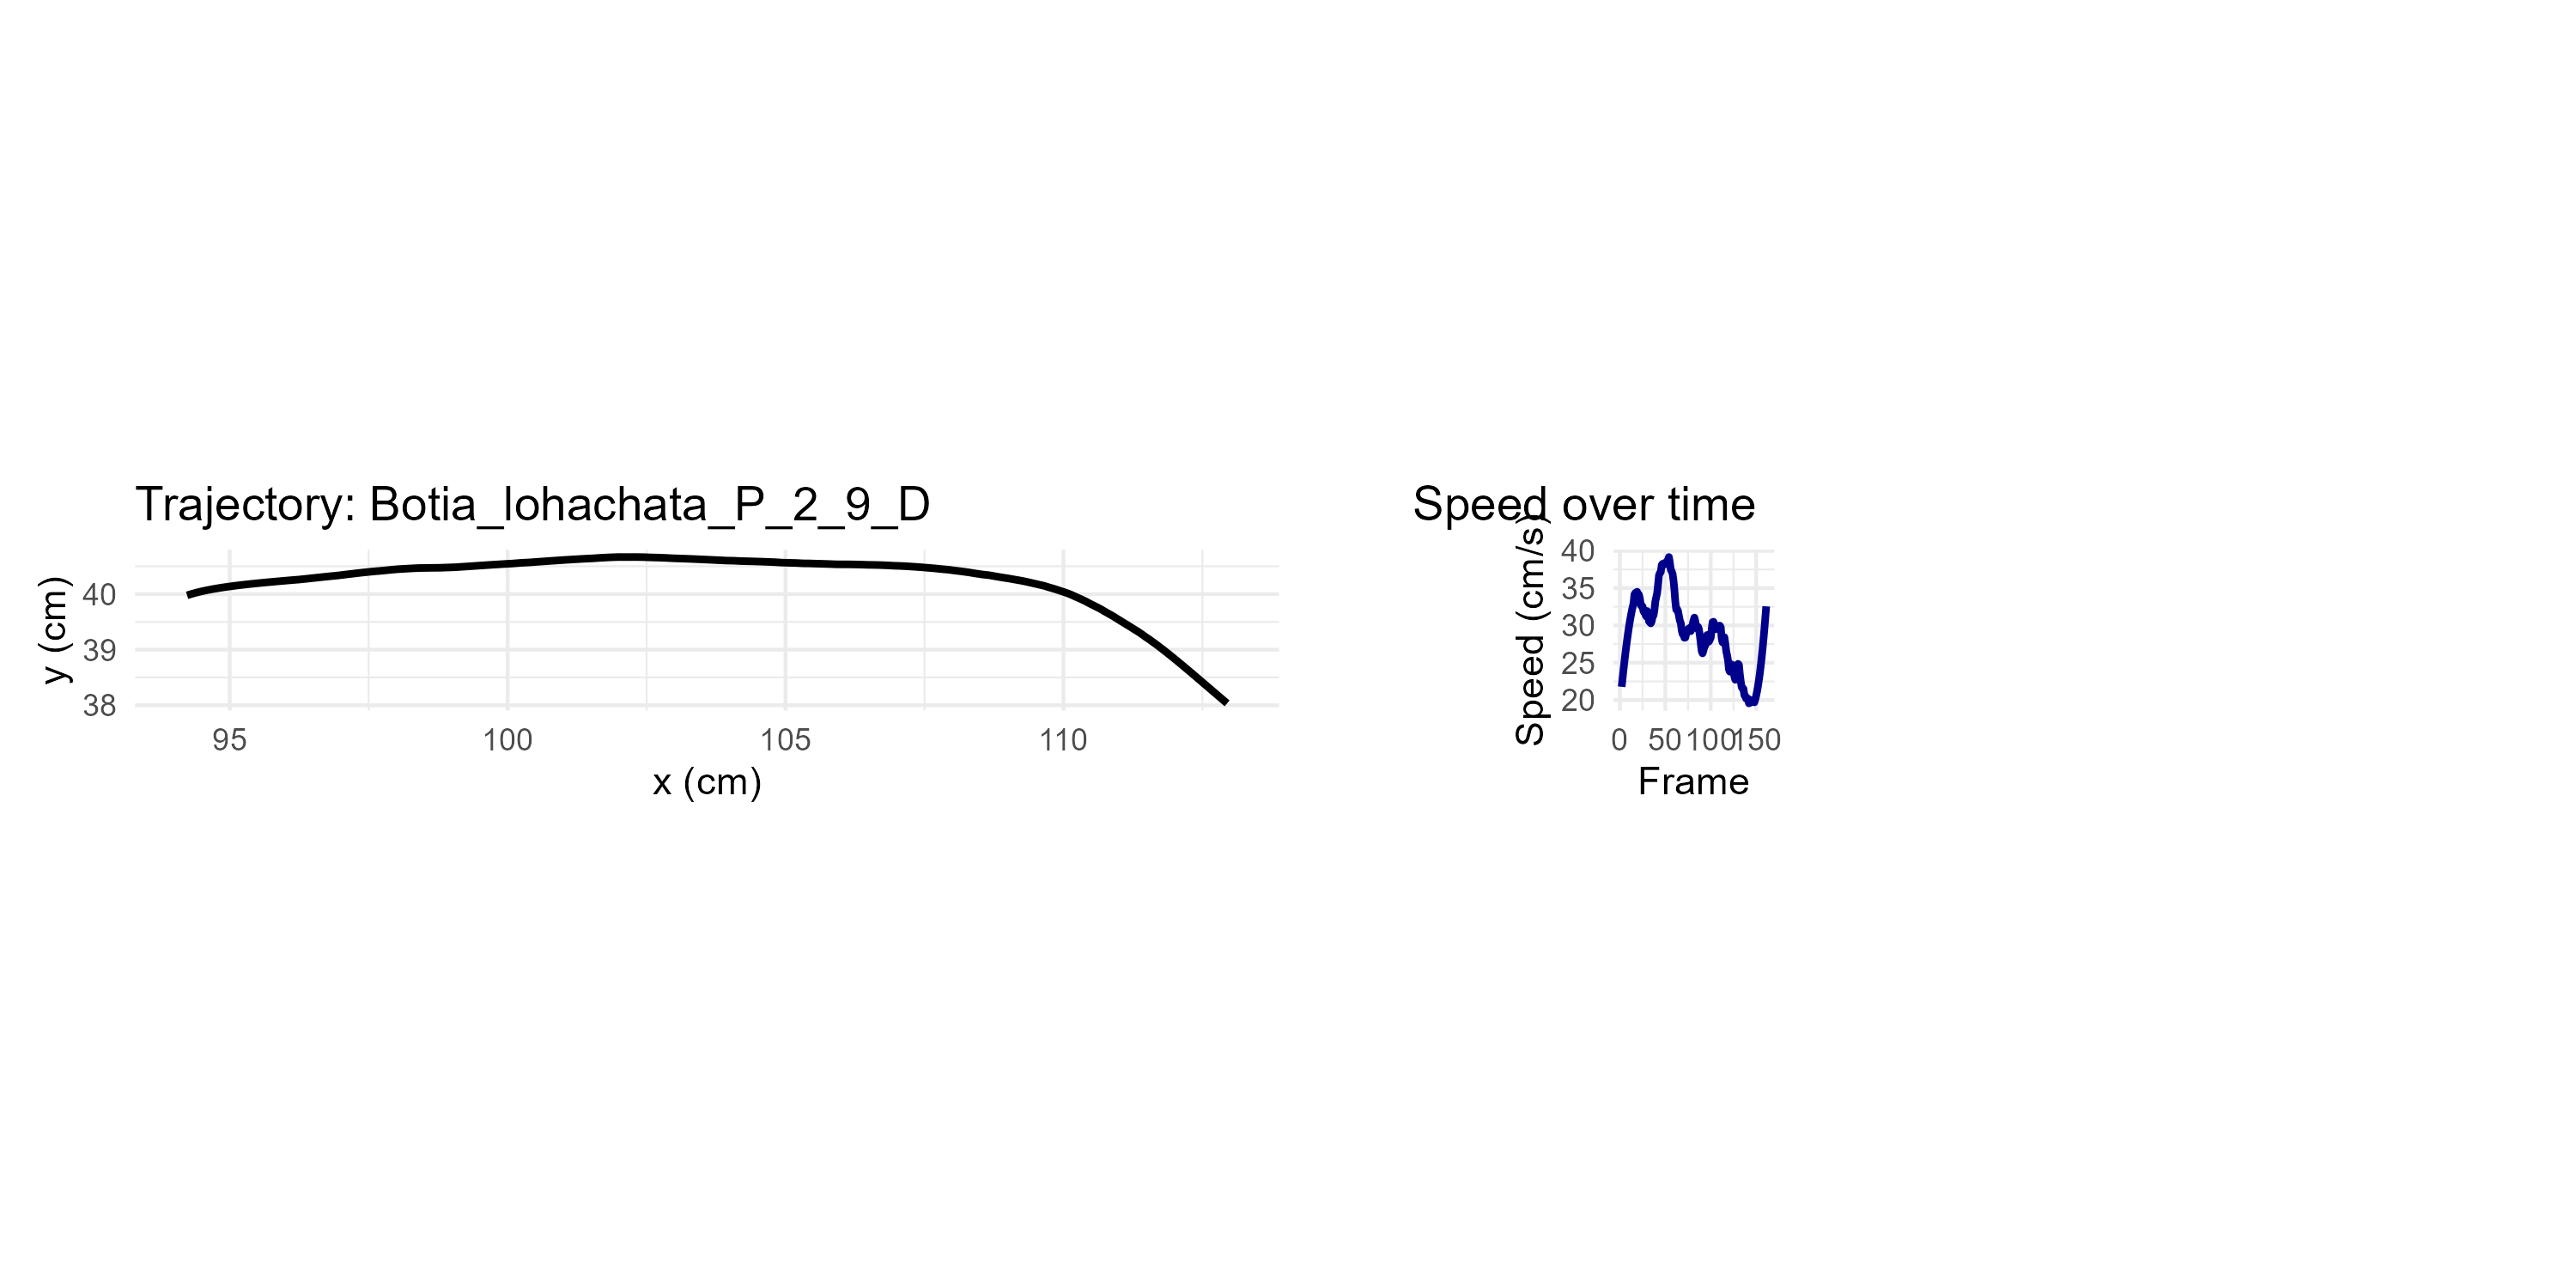 Trajectory: Botia_lohachata_P_2_9_D
y (cm)
40
39
38
95 100 105 110
x (cm)
Speed over time
Speed (cm/s)
40
35
30
25
20
0 50 100 150
Frame